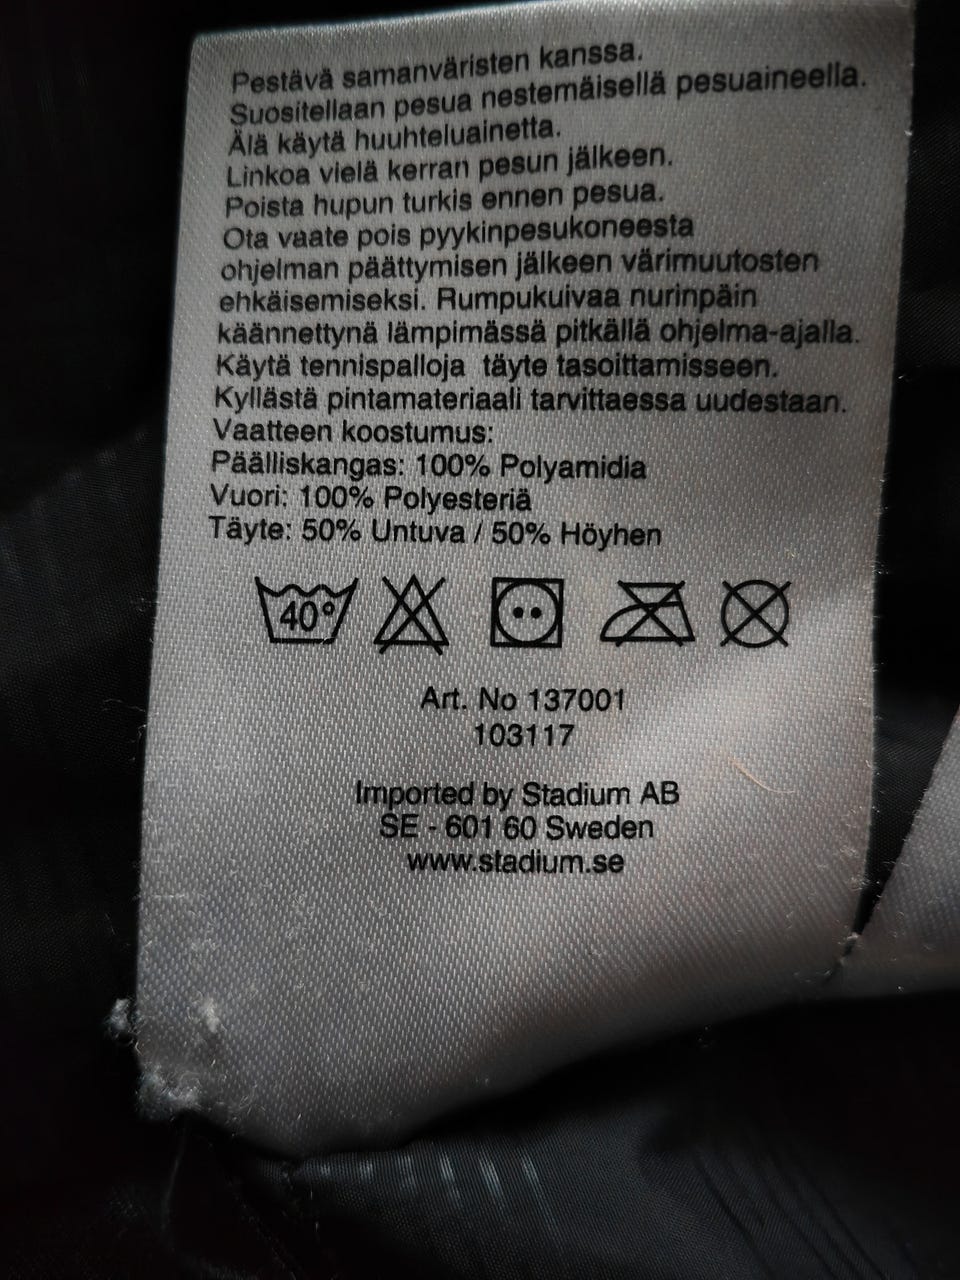 Pestävä samanväristen kanssa.
Suositellaan pesua nestemäisellä pesuaineella.
Älä käytä huuhteluainetta.
Linkoa vielä kerran pesun jälkeen.
Poista hupun turkis ennen pesua.
Ota vaate pois pyykinpesukoneesta
ohjelman päättymisen jälkeen värimuutosten
ehkäisemiseksi. Rumpukuivaa nurinpäin
käännettynä lämpimässä pitkällä ohjelma-ajalla.
Käytä tennispalloja täyte tasoittamisseen.
Kyllästä pintamateriaali tarvittaessa uudestaan.
Vaatteen koostumus:
Päälliskangas: 100% Polyamidia
Vuori: 100% Polyesteriä
Täyte: 50% Untuva / 50% Höyhen
40°
Art. No 137001
103117
Imported by Stadium AB
SE - 601 60 Sweden
www.stadium.se